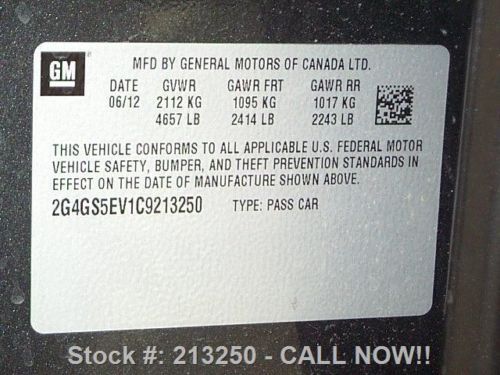 GM
MFD BY GENERAL MOTORS OF CANADA LTD.
DATE GVWR GAWR FRT GAWR RR
06/12 2112 KG 1095 KG 1017 KG
4657 LB 2414 LB 2243 LB
THIS VEHICLE CONFORMS TO ALL APPLICABLE U.S. FEDERAL MOTOR
VEHICLE SAFETY, BUMPER, AND THEFT PREVENTION STANDARDS IN
EFFECT ON THE DATE OF MANUFACTURE SHOWN ABOVE.
2G4GS5EV1C9213250 TYPE: PASS CAR
Stock #: 213250 - CALL NOW!!